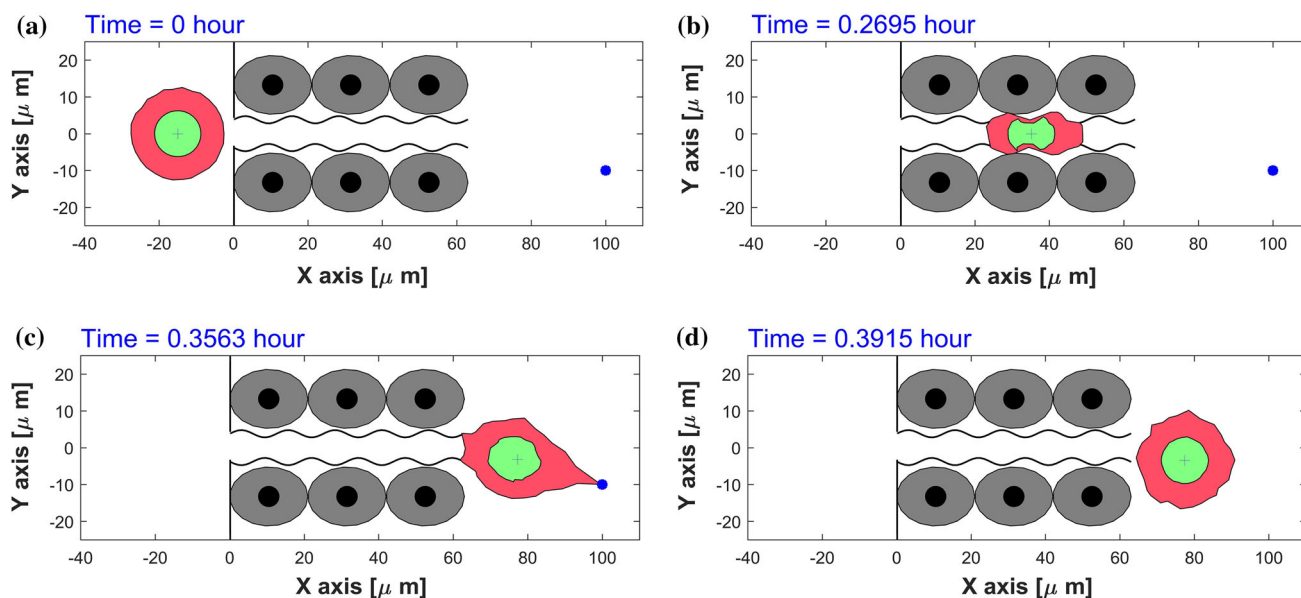 (a)
Time = 0 hour
20
10
0
-10
-20
Y axis [μ m]
-40 -20 0 20 40 60 80 100
X axis [μ m]
(b)
Time = 0.2695 hour
20
10
0
-10
-20
Y axis [μ m]
-40 -20 0 20 40 60 80 100
X axis [μ m]
(c)
Time = 0.3563 hour
20
10
0
-10
-20
Y axis [μ m]
-40 -20 0 20 40 60 80 100
X axis [μ m]
(d)
Time = 0.3915 hour
20
10
0
-10
-20
Y axis [μ m]
-40 -20 0 20 40 60 80 100
X axis [μ m]